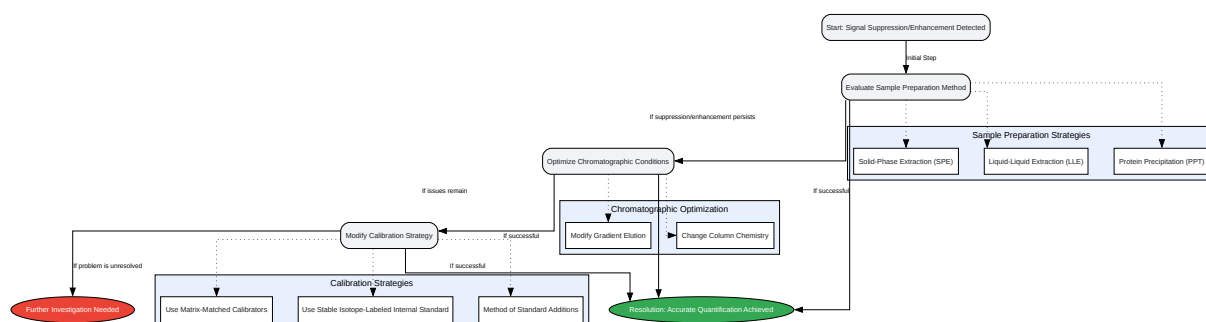 Start: Signal Suppression/Enhancement Detected
Initial Step
Evaluate Sample Preparation Method
If suppression/enhancement persists
Sample Preparation Strategies
Optimize Chromatographic Conditions
Solid-Phase Extraction (SPE)
Liquid-Liquid Extraction (LLE)
Protein Precipitation (PPT)
If issues remain
If successful
Chromatographic Optimization
Modify Calibration Strategy
If successful
Modify Gradient Elution
Change Column Chemistry
If problem is unresolved
If successful
Calibration Strategies
Further Investigation Needed
Use Matrix-Matched Calibrators
Use Stable Isotope-Labeled Internal Standard
Method of Standard Additions
Resolution: Accurate Quantification Achieved